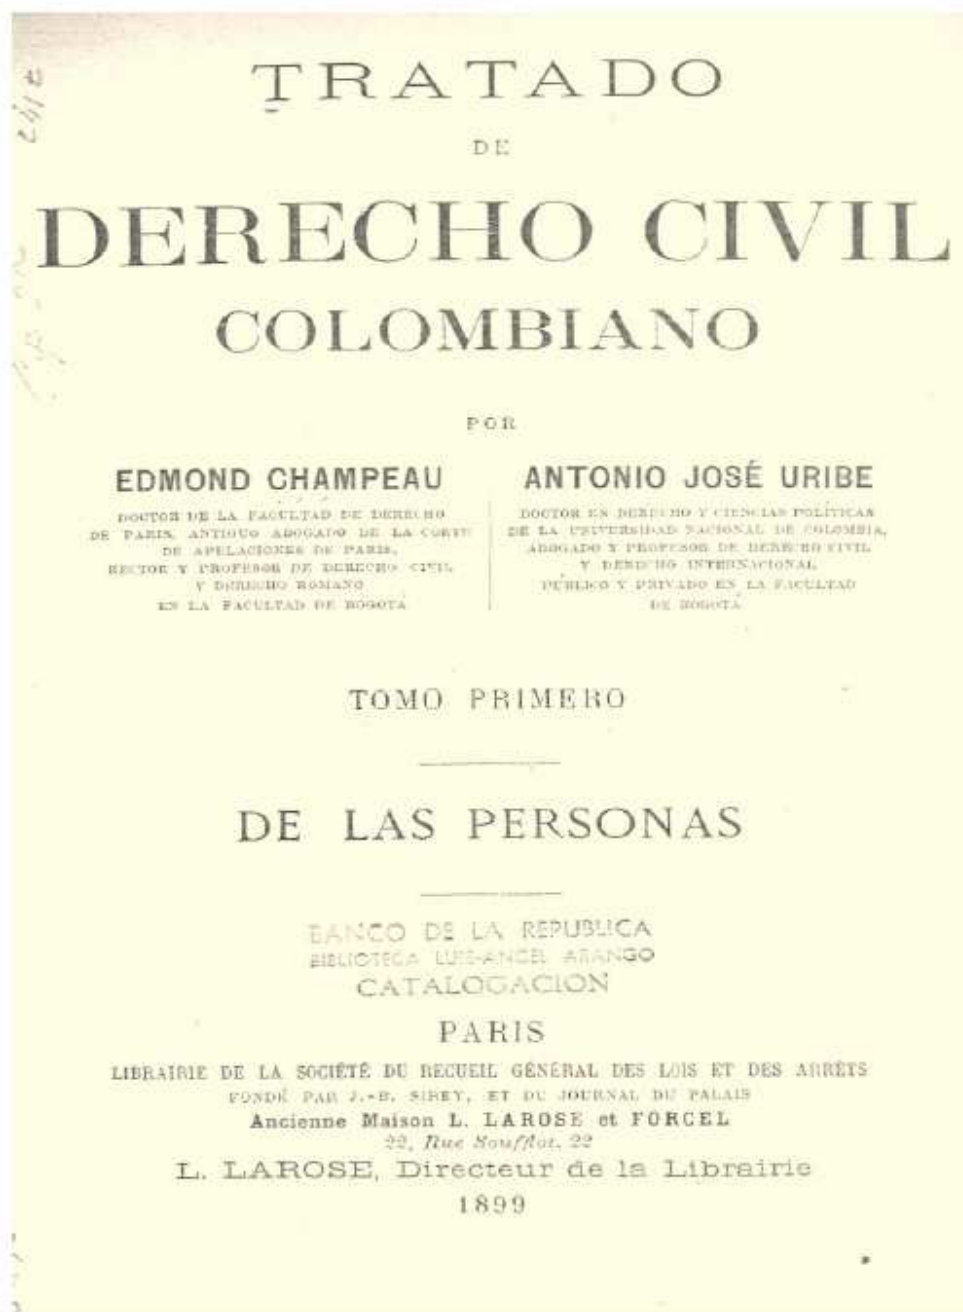 TRATADO
DE
DERECHO CIVIL
COLOMBIANO
POR
EDMOND CHAMPEAU
DOCTOR DE LA FACULTAD DE DERECHO
DE PARIS, ANTIGUO ABOGADO DE LA CORTE
DE APELACIONES DE PARIS,
RECTOR Y PROFESOR DE DERECHO CIVIL
Y DERECHO ROMANO
EN LA FACULTAD DE BOGOTÁ
ANTONIO JOSÉ URIBE
DOCTOR EN DERECHO Y CIENCIAS POLÍTICAS
DE LA UNIVERSIDAD NACIONAL DE COLOMBIA,
ABOGADO Y PROFESOR DE DERECHO CIVIL
Y DERECHO INTERNACIONAL
PÚBLICO Y PRIVADO EN LA FACULTAD
DE BOGOTÁ
TOMO PRIMERO
DE LAS PERSONAS
BANCO DE LA REPUBLICA
BIBLIOTECA LUIS-ANGEL ARANGO
CATALOGACION
PARIS
LIBRAIRIE DE LA SOCIÉTÉ DU RECUEIL GÉNÉRAL DES LOIS ET DES ARRÊTS
FONDÉ PAR J.-B. SIREY, ET DU JOURNAL DU PALAIS
Ancienne Maison L. LAROSE et FORCEL
22, Rue Soufflot, 22
L. LAROSE, Directeur de la Librairie
1899